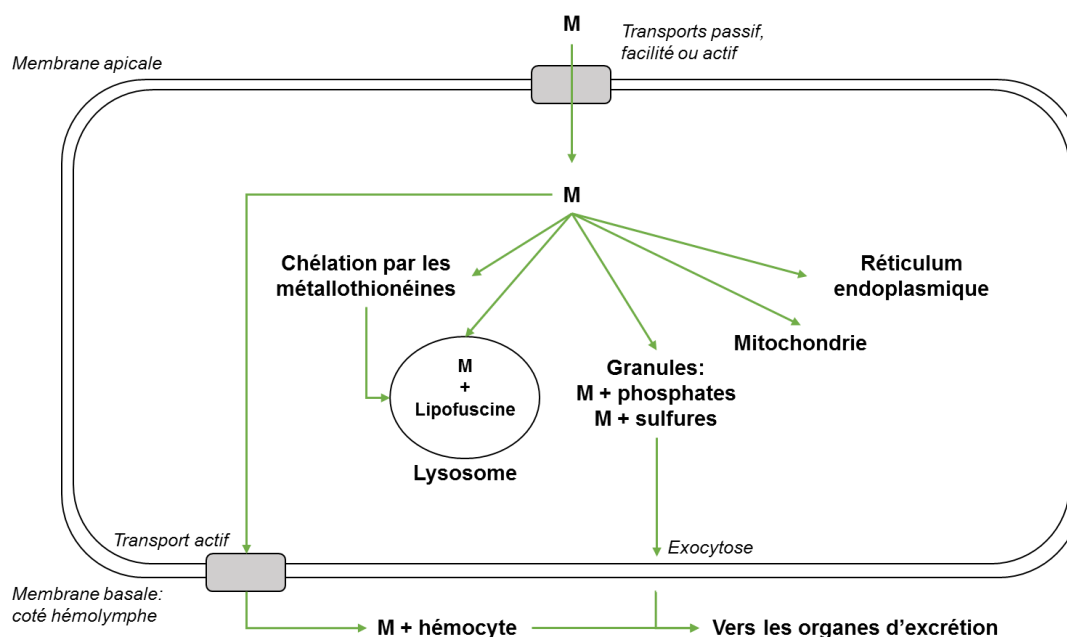 M
Transports passif,
facilité ou actif
Membrane apicale
M
Chélation par les
métallothionéines
Réticulum
endoplasmique
Mitochondrie
M
+
Lipofuscine
Lysosome
Granules:
M + phosphates
M + sulfures
Transport actif
Exocytose
Membrane basale:
coté hémolymphe
M + hémocyte
Vers les organes d'excrétion